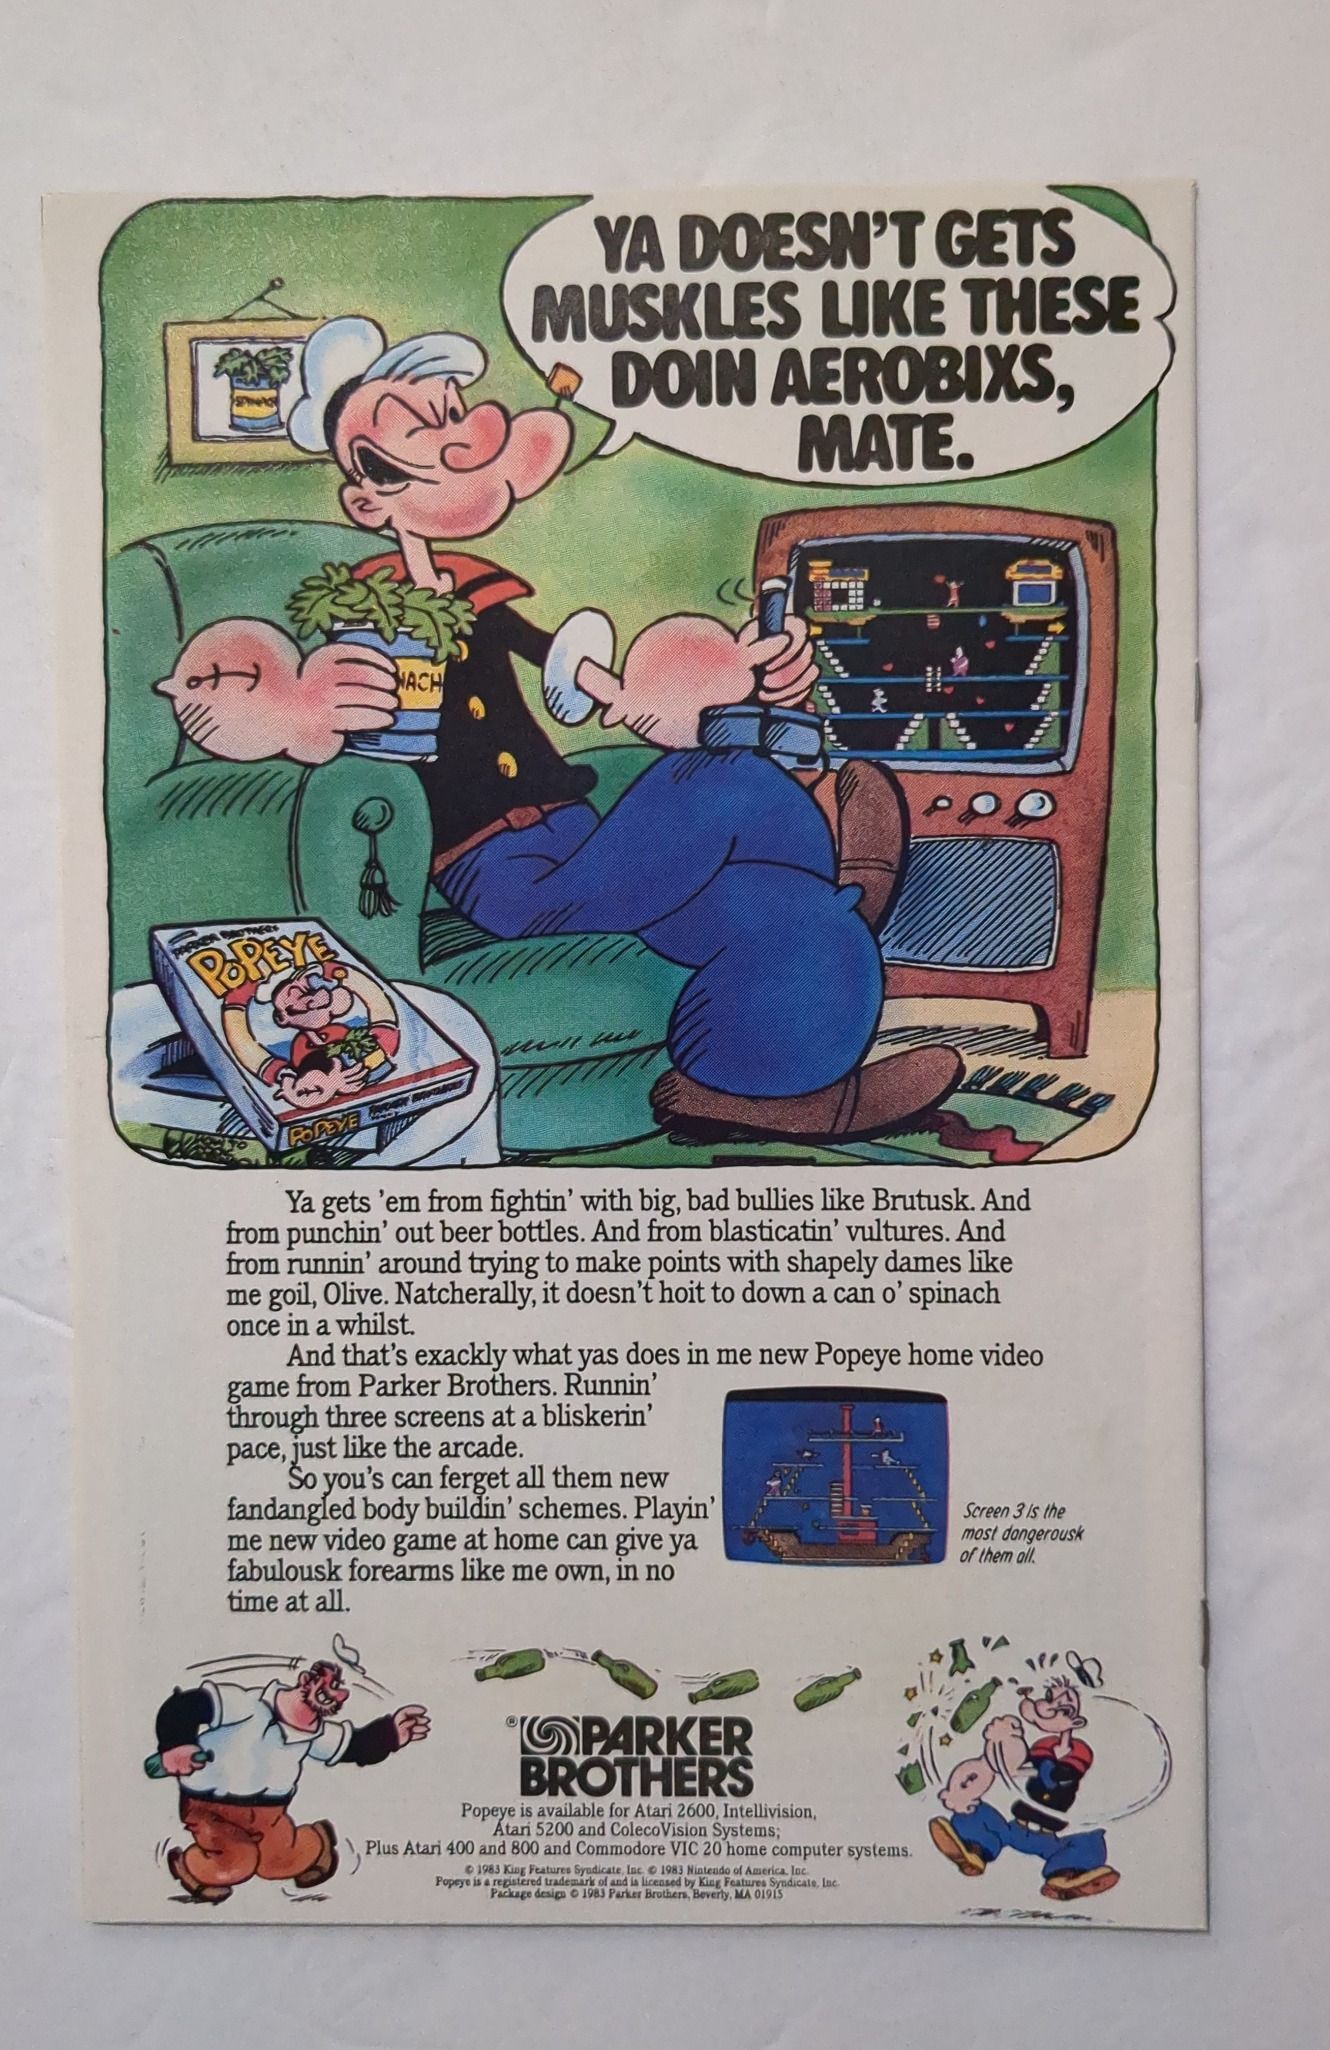 YA DOESN'T GETS
MUSKLES LIKE THESE
DOIN AEROBIXS,
MATE.
SPINACH
NACH
PARKER BROTHERS
POPEYE
POPEYE
Ya gets 'em from fightin' with big, bad bullies like Brutusk. And
from punchin' out beer bottles. And from blasticatin' vultures. And
from runnin' around trying to make points with shapely dames like
me goil, Olive. Natcherally, it doesn't hoit to down a can o' spinach
once in a whilst.
And that's exackly what yas does in me new Popeye home video
game from Parker Brothers. Runnin'
through three screens at a bliskerin'
pace, just like the arcade.
So you's can ferget all them new
fandangled body buildin' schemes. Playin'
me new video game at home can give ya
fabulousk forearms like me own, in no
time at all.
Screen 3 is the
most dangerousk
of them all.
® PARKER
BROTHERS
Popeye is available for Atari 2600, Intellivision,
Atari 5200 and ColecoVision Systems;
Plus Atari 400 and 800 and Commodore VIC 20 home computer systems.
© 1983 King Features Syndicate, Inc. © 1983 Nintendo of America, Inc.
Popeye is a registered trademark of and is licensed by King Features Syndicate, Inc.
Package design © 1983 Parker Brothers, Beverly, MA 01915